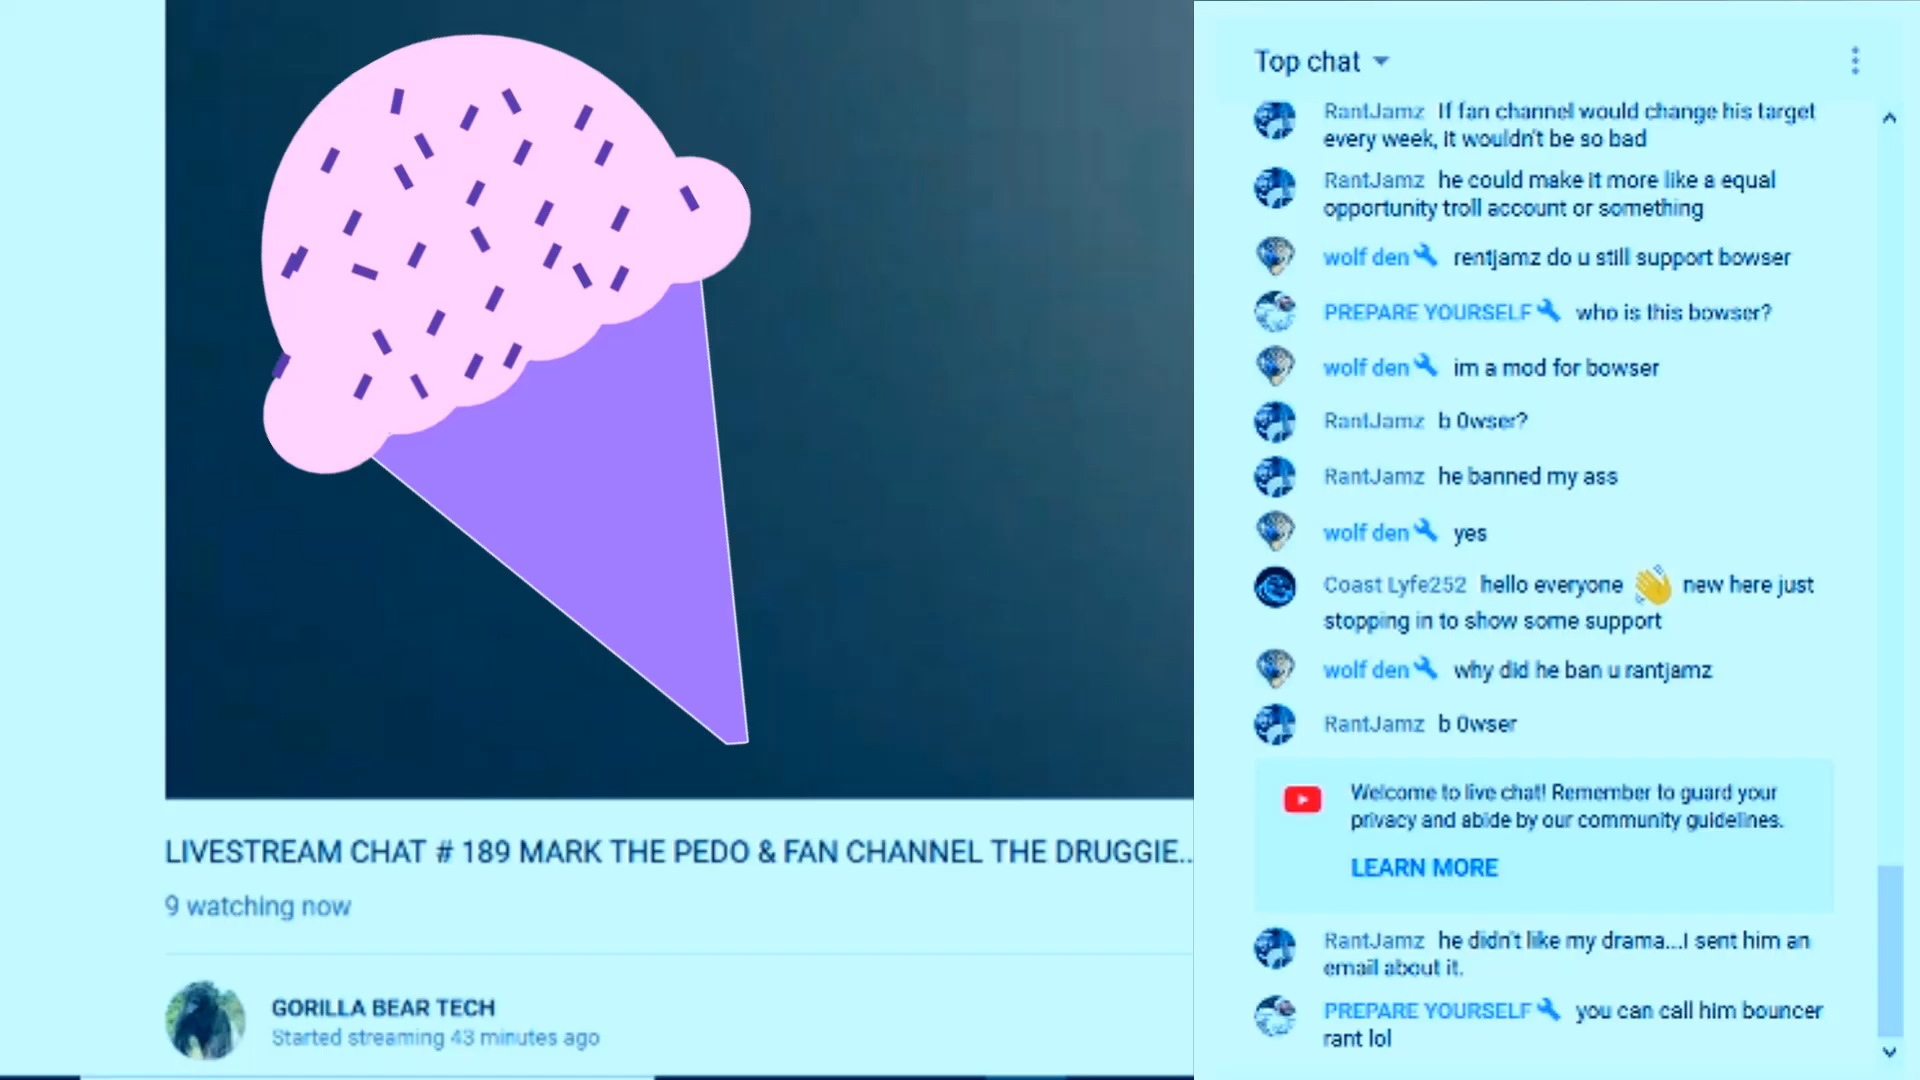 Top chat
RantJamz If fan channel would change his target
every week, it wouldn't be so bad
RantJamz he could make it more like a equal
opportunity troll account or something
wolf den rentjamz do u still support bowser
PREPARE YOURSELF who is this bowser?
wolf den im a mod for bowser
RantJamz b 0wser?
RantJamz he banned my ass
wolf den yes
Coast Lyfe252 hello everyone 👋 new here just
stopping in to show some support
wolf den why did he ban u rantjamz
RantJamz b 0wser
Welcome to live chat! Remember to guard your
privacy and abide by our community guidelines.
LEARN MORE
RantJamz he didn't like my drama...I sent him an
email about it.
PREPARE YOURSELF you can call him bouncer
rant lol
LIVESTREAM CHAT # 189 MARK THE PEDO & FAN CHANNEL THE DRUGGIE..
9 watching now
GORILLA BEAR TECH
Started streaming 43 minutes ago